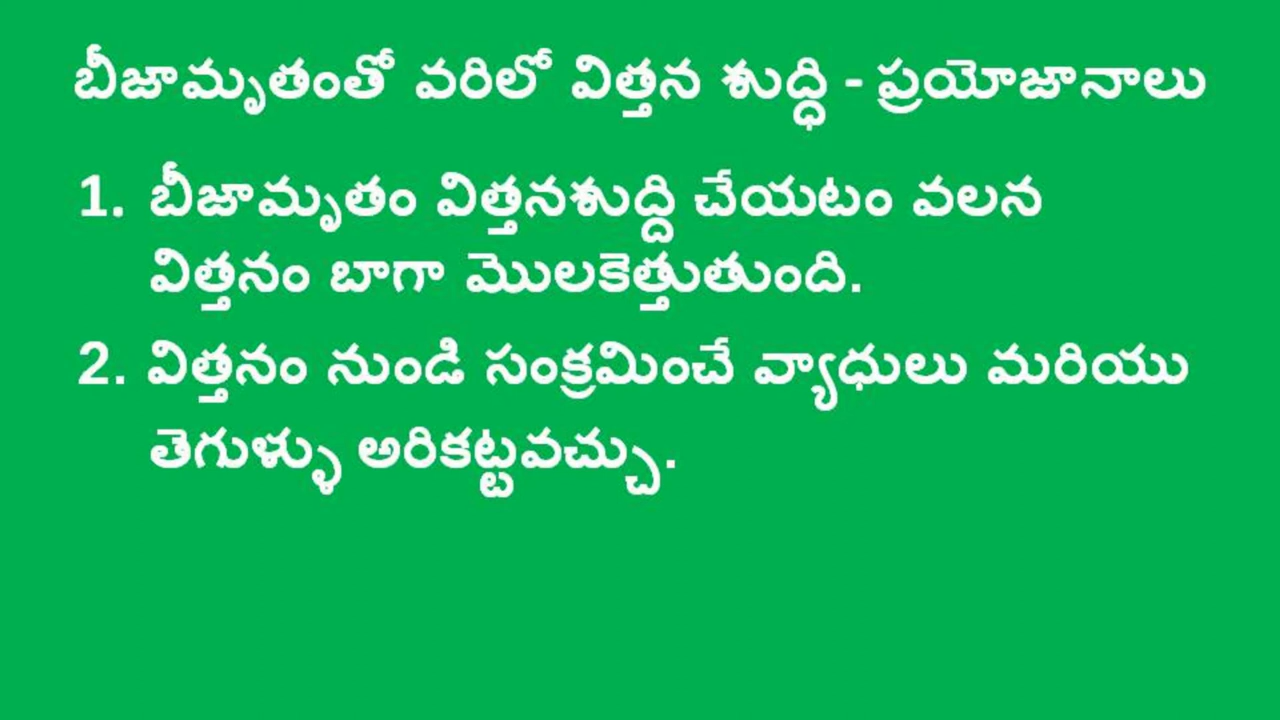 బీజామృతంతో వరిలో విత్తన శుద్ధి - ప్రయోజానాలు
1. బీజామృతం విత్తనశుద్ది చేయటం వలన
విత్తనం బాగా మొలకెత్తుతుంది.
2. విత్తనం నుండి సంక్రమించే వ్యాధులు మరియు
తెగుళ్ళు అరికట్టవచ్చు.